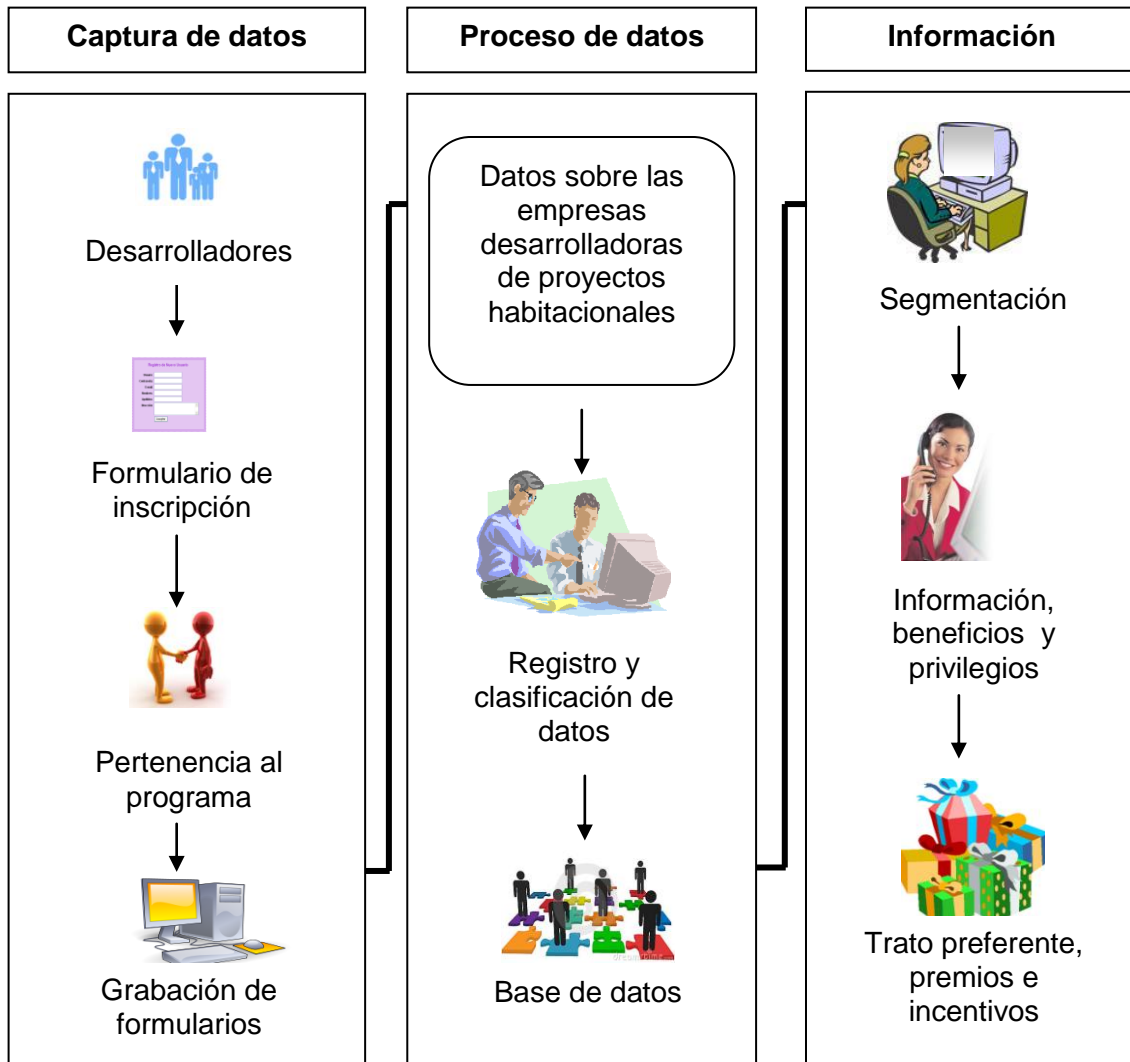 Captura de datos
Desarrolladores
Formulario de
inscripción
Pertenencia al
programa
Grabación de
formularios
Proceso de datos
Datos sobre las
empresas
desarrolladoras
de proyectos
habitacionales
Registro y
clasificación de
datos
Base de datos
Información
Segmentación
Información,
beneficios y
privilegios
Trato preferente,
premios e
incentivos